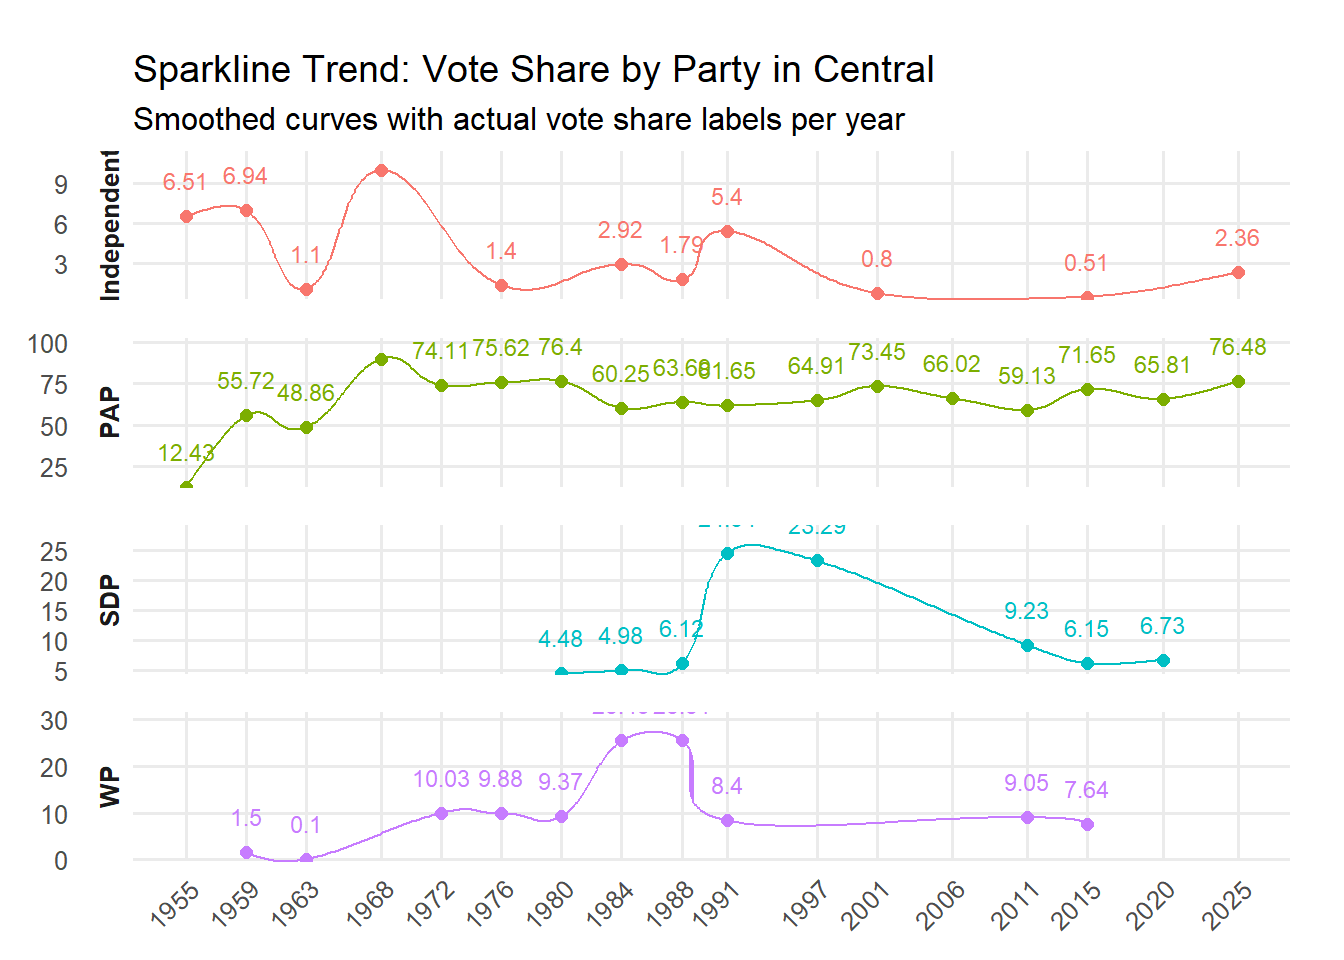 Sparkline Trend: Vote Share by Party in Central
Smoothed curves with actual vote share labels per year
Independent
9
6
3
6.51 6.94 1.1 1.4 2.92 1.79 5.4 0.8 0.51 2.36
PAP
100
75
50
25
12.43 55.72 48.86 74.11 75.62 76.4 60.25 63.68 61.65 64.91 73.45 66.02 59.13 71.65 65.81 76.48
SDP
25
20
15
10
5
4.48 4.98 6.12 23.29 9.23 6.15 6.73
WP
30
20
10
0
1.5 0.1 10.03 9.88 9.37 8.4 9.05 7.64
1955 1959 1963 1968 1972 1976 1980 1984 1988 1991 1997 2001 2006 2011 2015 2020 2025